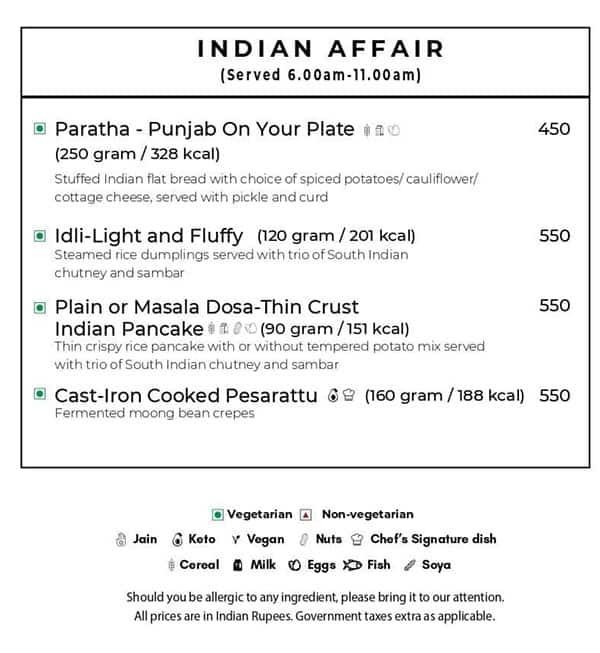 INDIAN AFFAIR
(Served 6.00am-11.00am)
Paratha - Punjab On Your Plate 450
(250 gram / 328 kcal)
Stuffed Indian flat bread with choice of spiced potatoes/ cauliflower/
cottage cheese, served with pickle and curd
Idli-Light and Fluffy (120 gram / 201 kcal) 550
Steamed rice dumplings served with trio of South Indian
chutney and sambar
Plain or Masala Dosa-Thin Crust 550
Indian Pancake (90 gram / 151 kcal)
Thin crispy rice pancake with or without tempered potato mix served
with trio of South Indian chutney and sambar
Cast-Iron Cooked Pesarattu (160 gram / 188 kcal) 550
Fermented moong bean crepes
Vegetarian Non-vegetarian
Jain Keto Vegan Nuts Chef's Signature dish
Cereal Milk Eggs Fish Soya
Should you be allergic to any ingredient, please bring it to our attention.
All prices are in Indian Rupees. Government taxes extra as applicable.